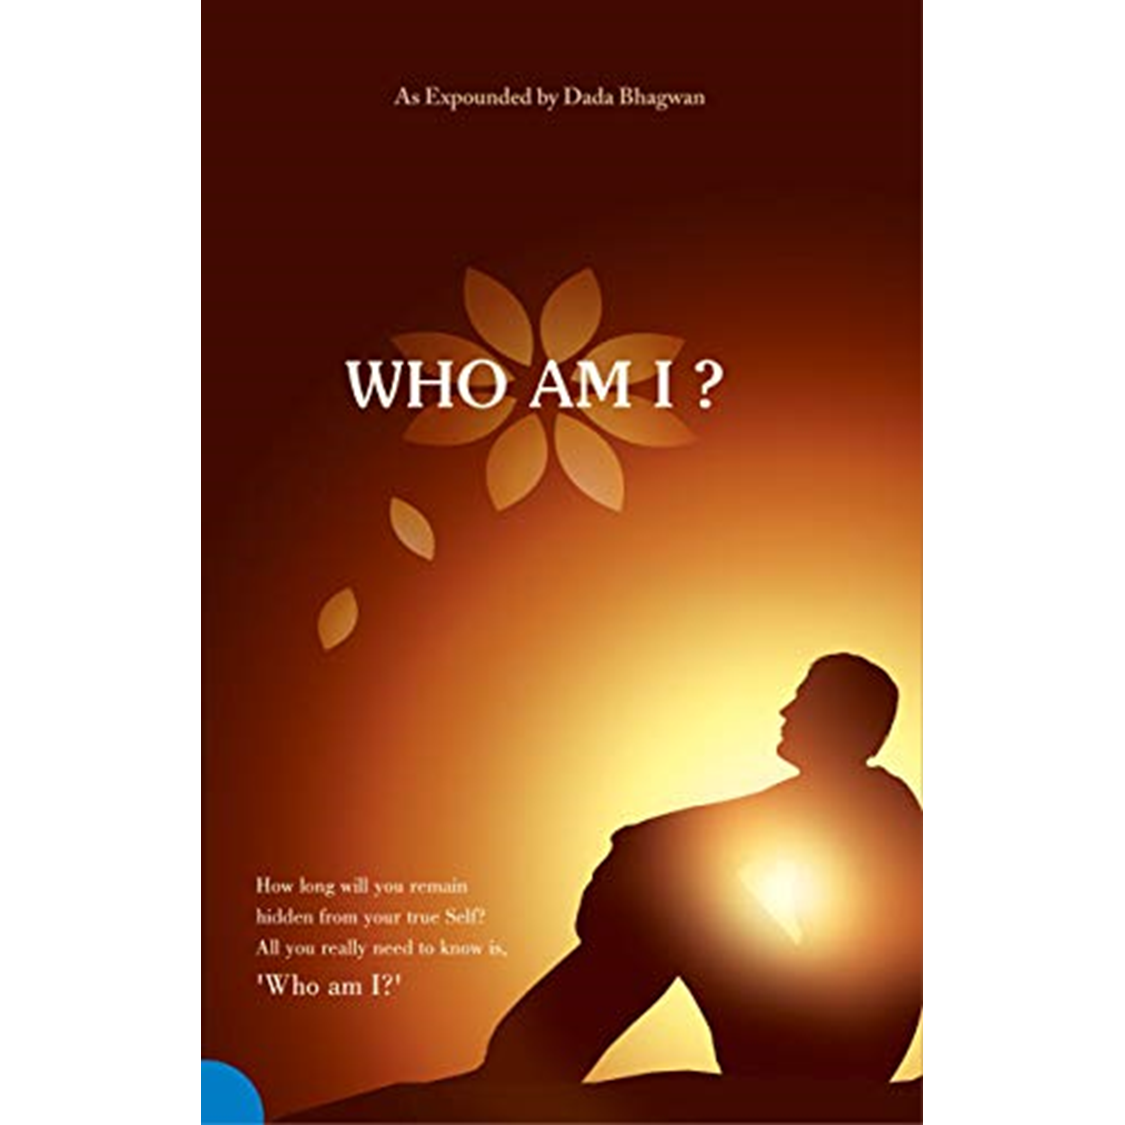 As Expounded by Dada Bhagwan
WHO AM I ?
How long will you remain
hidden from your true Self?
All you really need to know is,
'Who am I?'